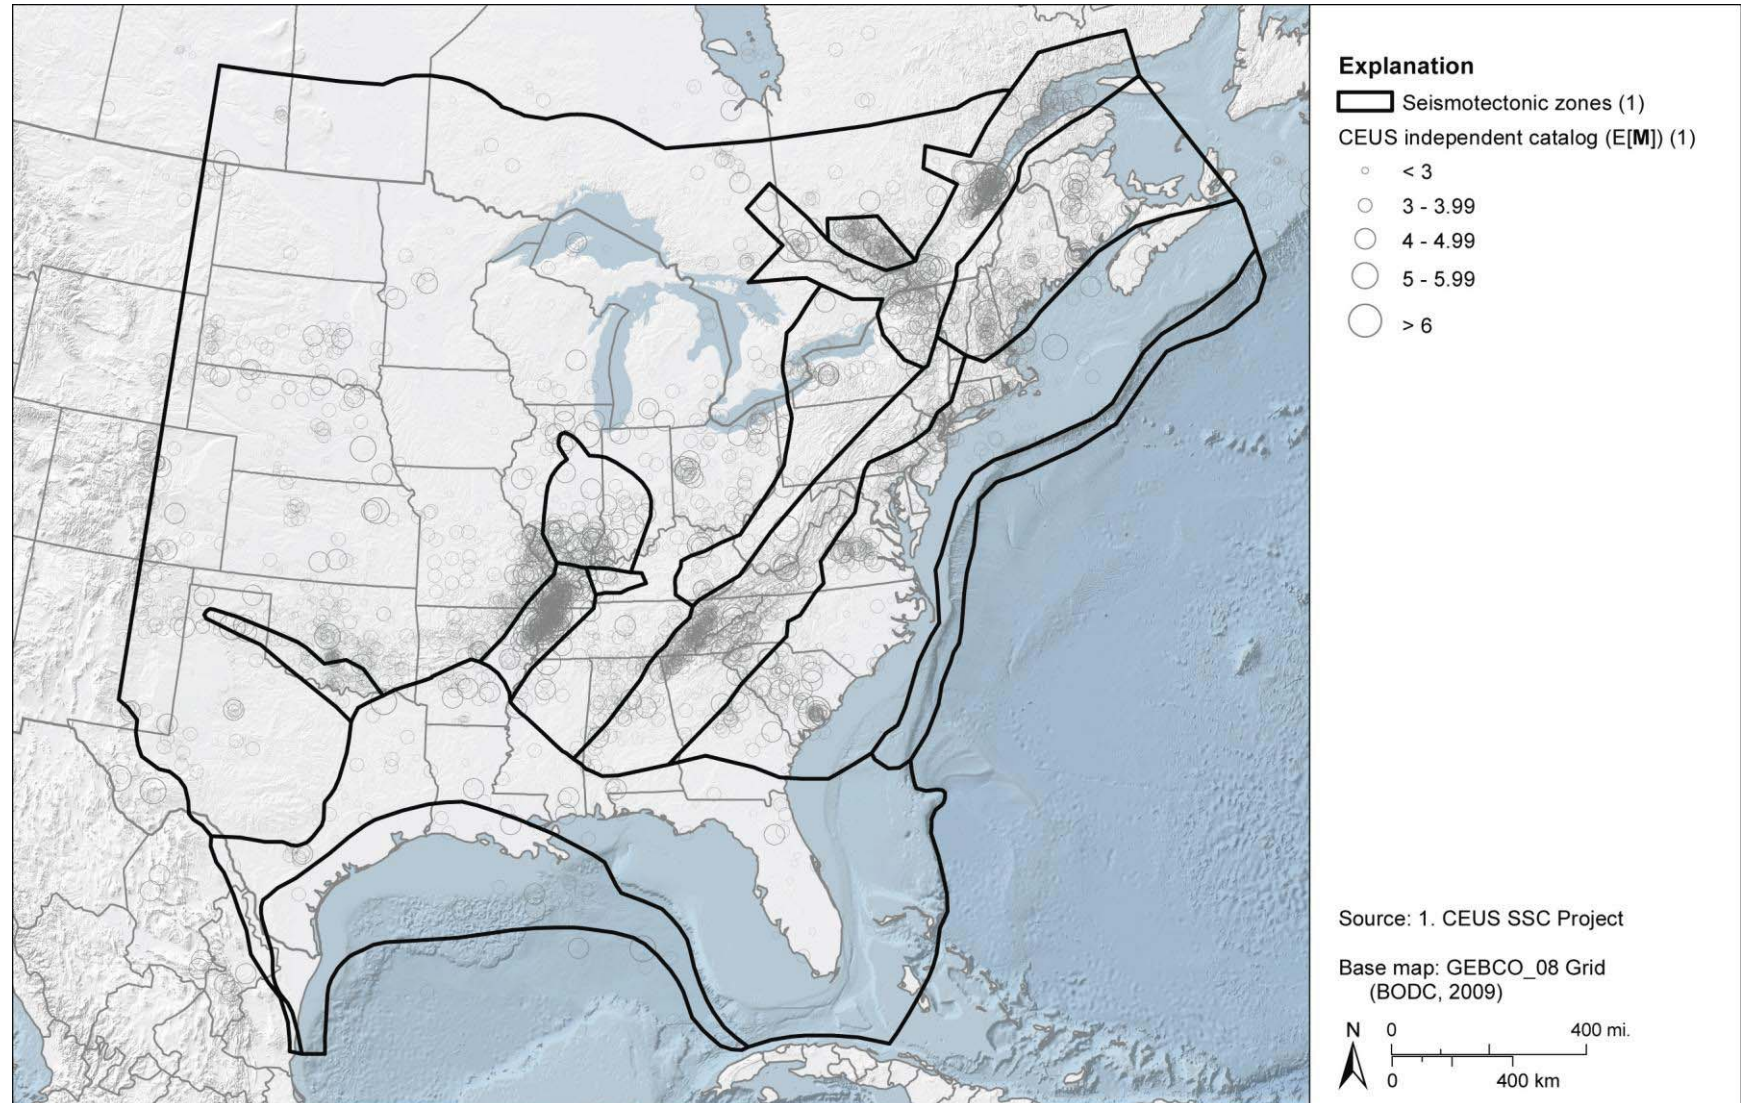 Explanation
Seismotectonic zones (1)
CEUS independent catalog (E[M]) (1)
< 3
3 - 3.99
4 - 4.99
5 - 5.99
> 6
Source: 1. CEUS SSC Project
Base map: GEBCO_08 Grid
(BODC, 2009)
N 0 400 mi.
0 400 km